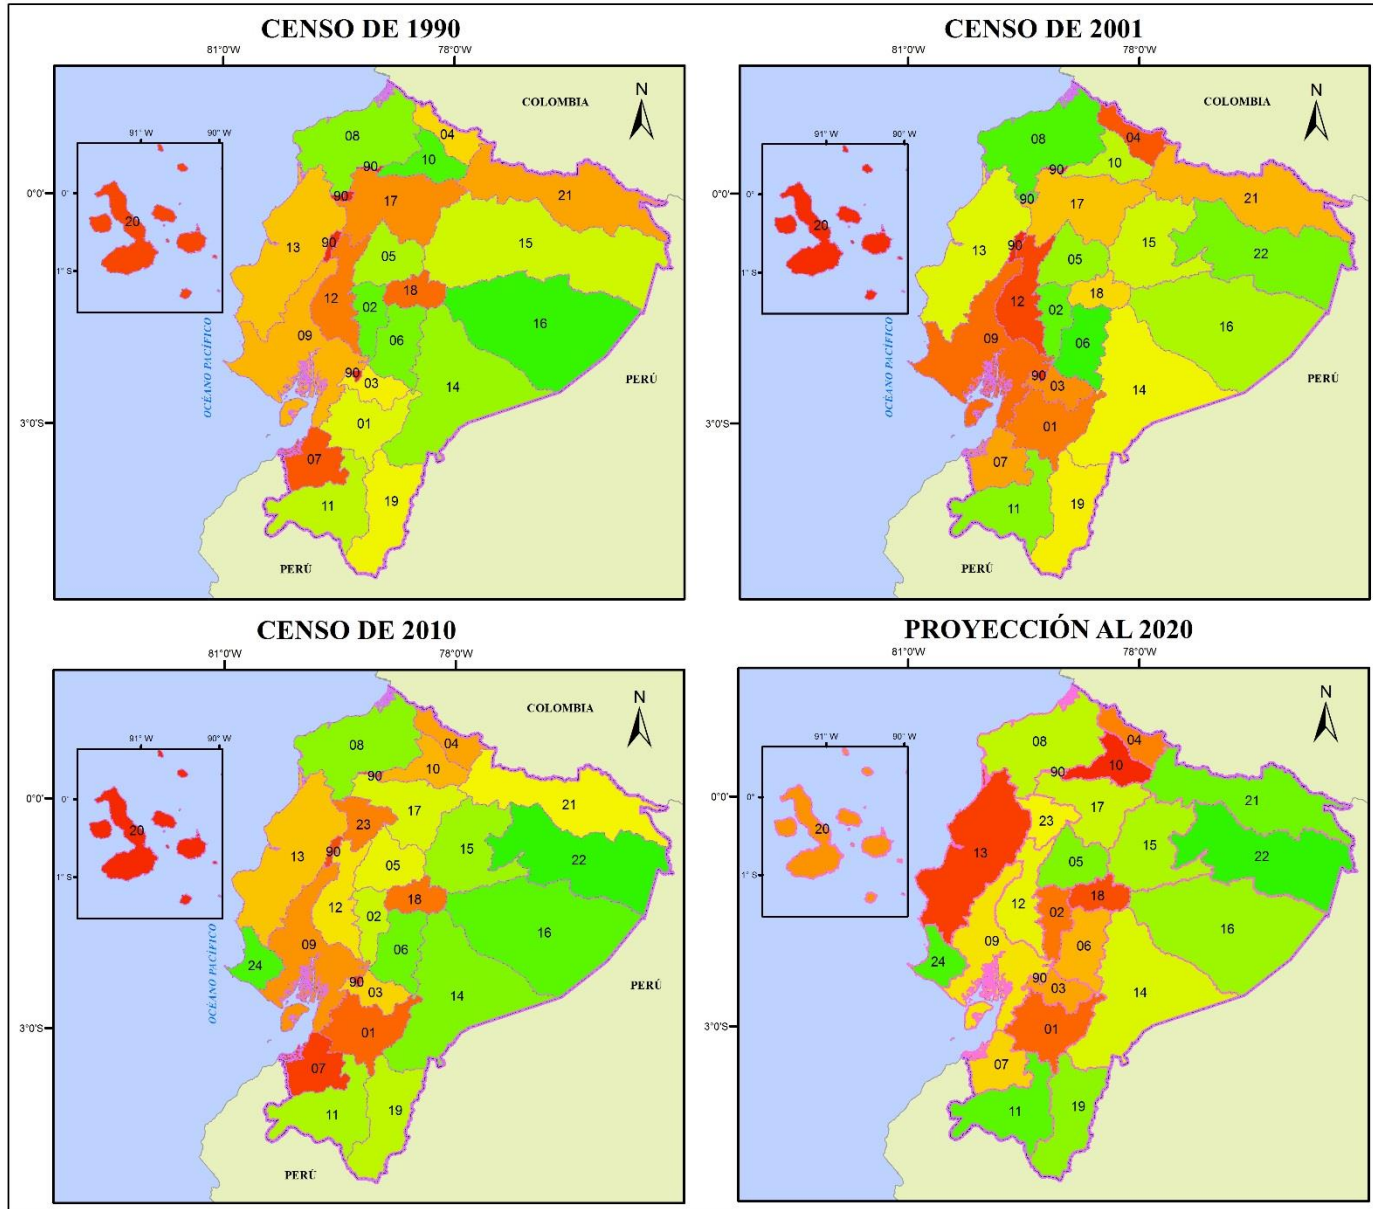 CENSO DE 1990
81°0'W
78°0'W
COLOMBIA
N
91° W
90° W
0°
1° S
20
0°0'
3°0'S
OCÉANO PACÍFICO
08
04
10
90
90
17
21
13
90
05
15
12
18
02
16
09
06
90
03
14
01
07
11
19
PERÚ
PERÚ
CENSO DE 2001
81°0'W
78°0'W
COLOMBIA
N
91° W
90° W
0°
1° S
20
0°0'
3°0'S
OCÉANO PACÍFICO
08
04
10
90
90
17
21
13
90
05
15
22
12
18
02
16
09
06
90
03
14
01
07
11
19
PERÚ
PERÚ
CENSO DE 2010
81°0'W
78°0'W
COLOMBIA
N
91° W
90° W
0°
1° S
20
0°0'
3°0'S
OCÉANO PACÍFICO
08
04
10
90
17
21
23
13
90
05
15
22
12
18
02
16
09
06
24
90
03
14
01
07
11
19
PERÚ
PERÚ
PROYECCIÓN AL 2020
81°0'W
78°0'W
N
91° W
90° W
0°
1° S
20
0°0'
3°0'S
08
04
10
90
17
21
23
13
05
15
22
12
18
02
16
09
06
24
90
03
14
01
07
11
19